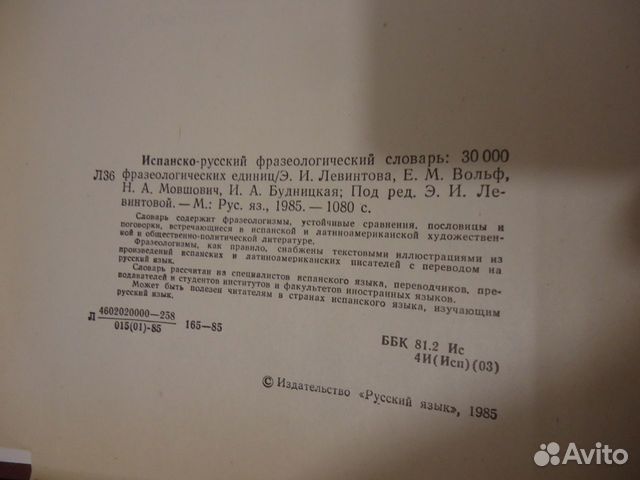 Испанско-русский фразеологический словарь: 30 000
Л36 фразеологических единиц/Э. И. Левинтова, Е. М. Вольф,
Н. А. Мовшович, И. А. Будницкая; Под ред. Э. И. Ле-
винтовой. — М.: Рус. яз., 1985. — 1080 с.
Словарь содержит фразеологизмы, устойчивые сравнения, пословицы и
поговорки, встречающиеся в испанской и латиноамериканской художествен-
ной и общественно-политической литературе.
Фразеологизмы, как правило, снабжены текстовыми иллюстрациями из
произведений испанских и латиноамериканских писателей с переводом на
русский язык.
Словарь рассчитан на специалистов испанского языка, переводчиков, пре-
подавателей и студентов институтов и факультетов иностранных языков.
Может быть полезен читателям в странах испанского языка, изучающим
русский язык.
Л 4602020000—258
015(01)-85 165—85
ББК 81.2 Ис
4И(Исп)(03)
© Издательство «Русский язык», 1985
Avito